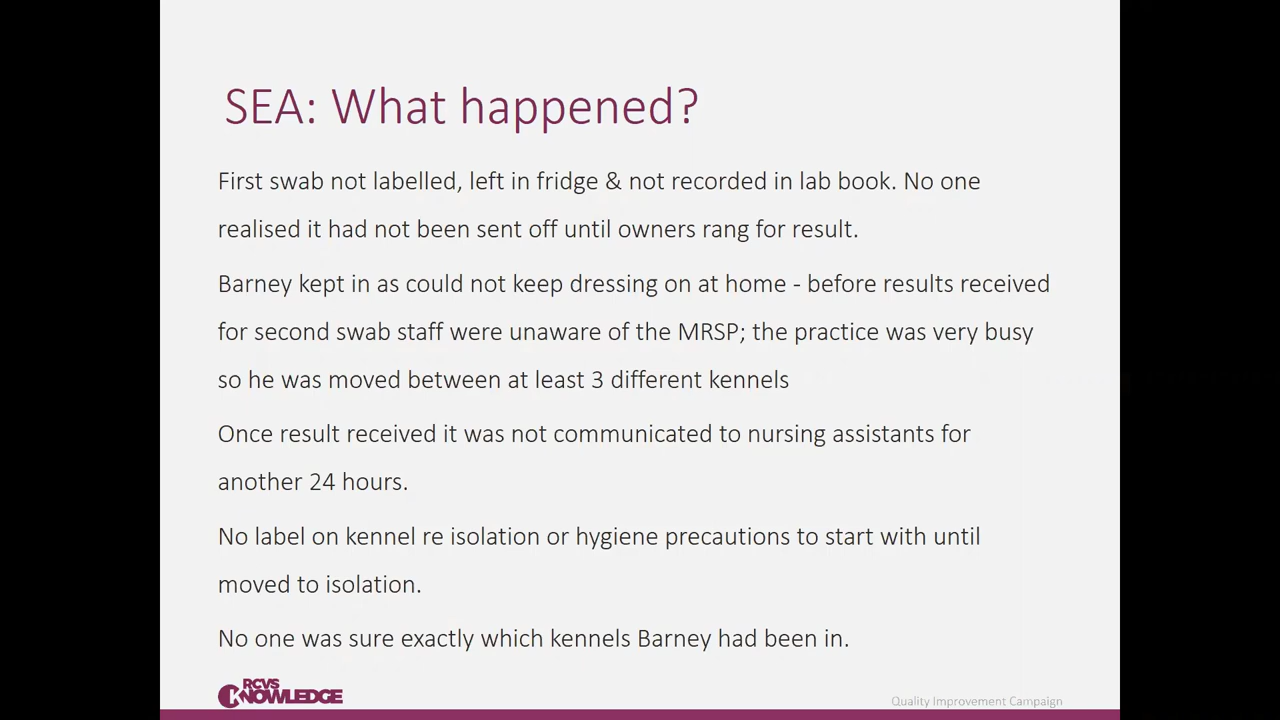 SEA: What happened?
First swab not labelled, left in fridge & not recorded in lab book. No one
realised it had not been sent off until owners rang for result.
Barney kept in as could not keep dressing on at home - before results received
for second swab staff were unaware of the MRSP; the practice was very busy
so he was moved between at least 3 different kennels
Once result received it was not communicated to nursing assistants for
another 24 hours.
No label on kennel re isolation or hygiene precautions to start with until
moved to isolation.
No one was sure exactly which kennels Barney had been in.
RCVS
KNOWLEDGE
Quality Improvement Campaign